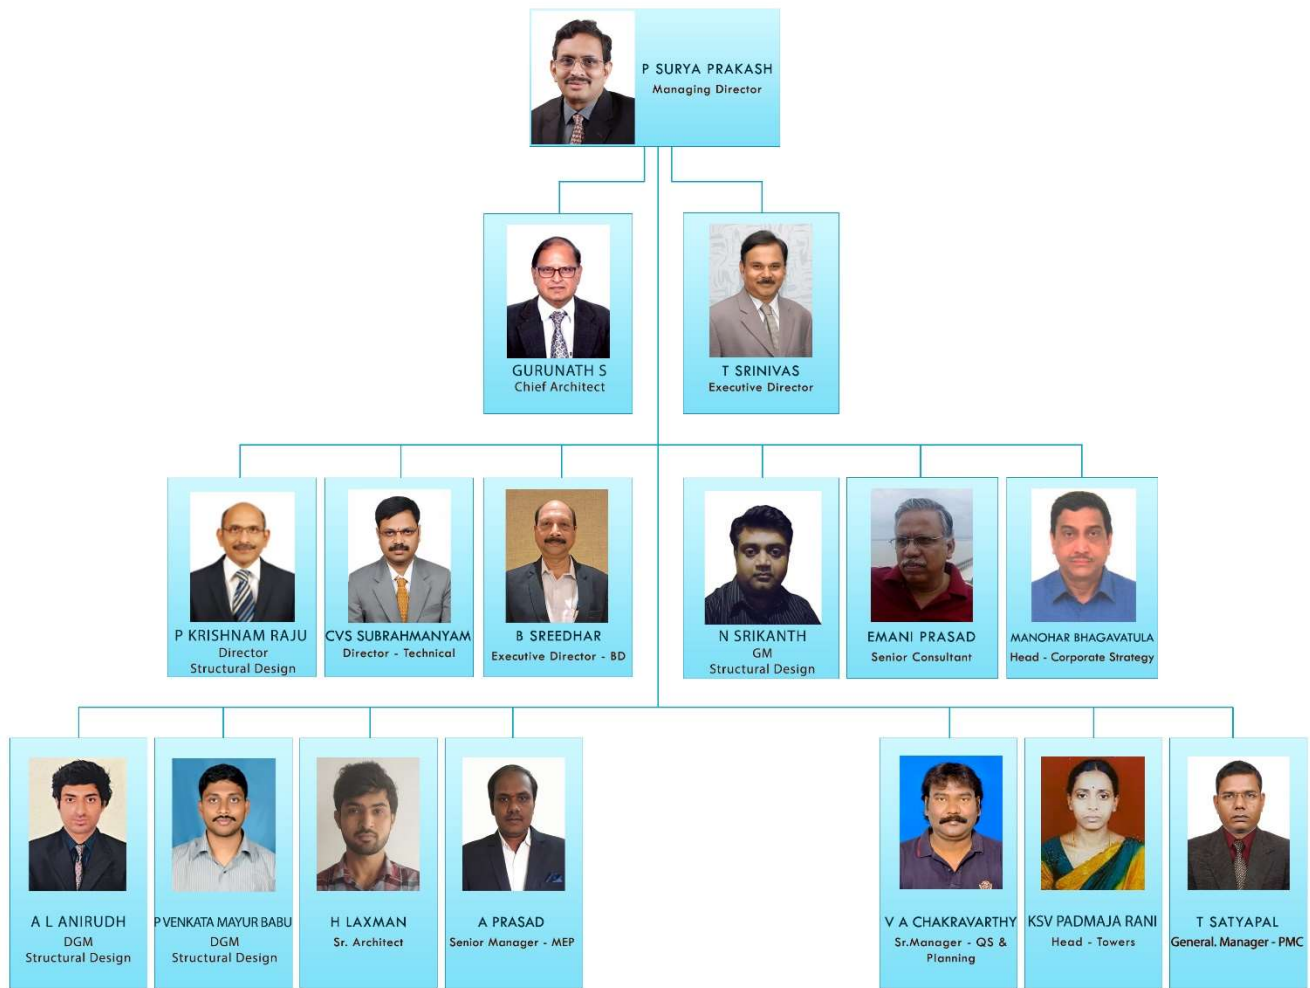 P SURYA PRAKASH
Managing Director
GURUNATH S
Chief Architect
T SRINIVAS
Executive Director
P KRISHNAM RAJU
Director
Structural Design
CVS SUBRAHMANYAM
Director - Technical
B SREEDHAR
Executive Director - BD
N SRIKANTH
GM
Structural Design
EMANI PRASAD
Senior Consultant
MANOHAR BHAGAVATULA
Head - Corporate Strategy
A L ANIRUDH
DGM
Structural Design
P VENKATA MAYUR BABU
DGM
Structural Design
H LAXMAN
Sr. Architect
A PRASAD
Senior Manager - MEP
V A CHAKRAVARTHY
Sr.Manager - QS &
Planning
KSV PADMAJA RANI
Head - Towers
T SATYAPAL
General. Manager - PMC